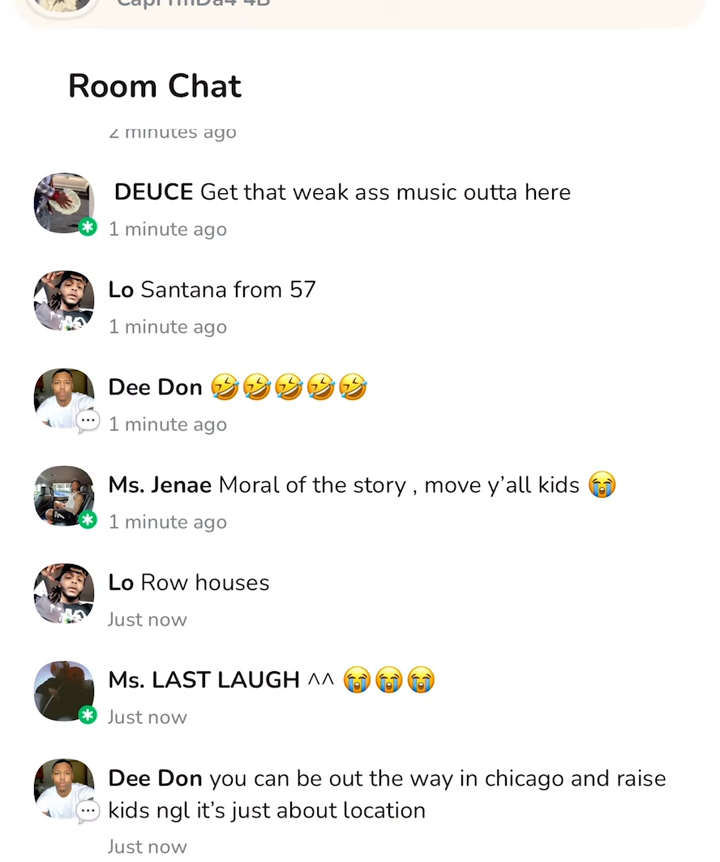 Room Chat
2 minutes ago
DEUCE Get that weak ass music outta here
1 minute ago
Lo Santana from 57
1 minute ago
Dee Don 🤣🤣🤣🤣🤣
1 minute ago
Ms. Jenae Moral of the story , move y’all kids 😭
1 minute ago
Lo Row houses
Just now
Ms. LAST LAUGH ^^ 😭😭😭
Just now
Dee Don you can be out the way in chicago and raise
kids ngl it’s just about location
Just now